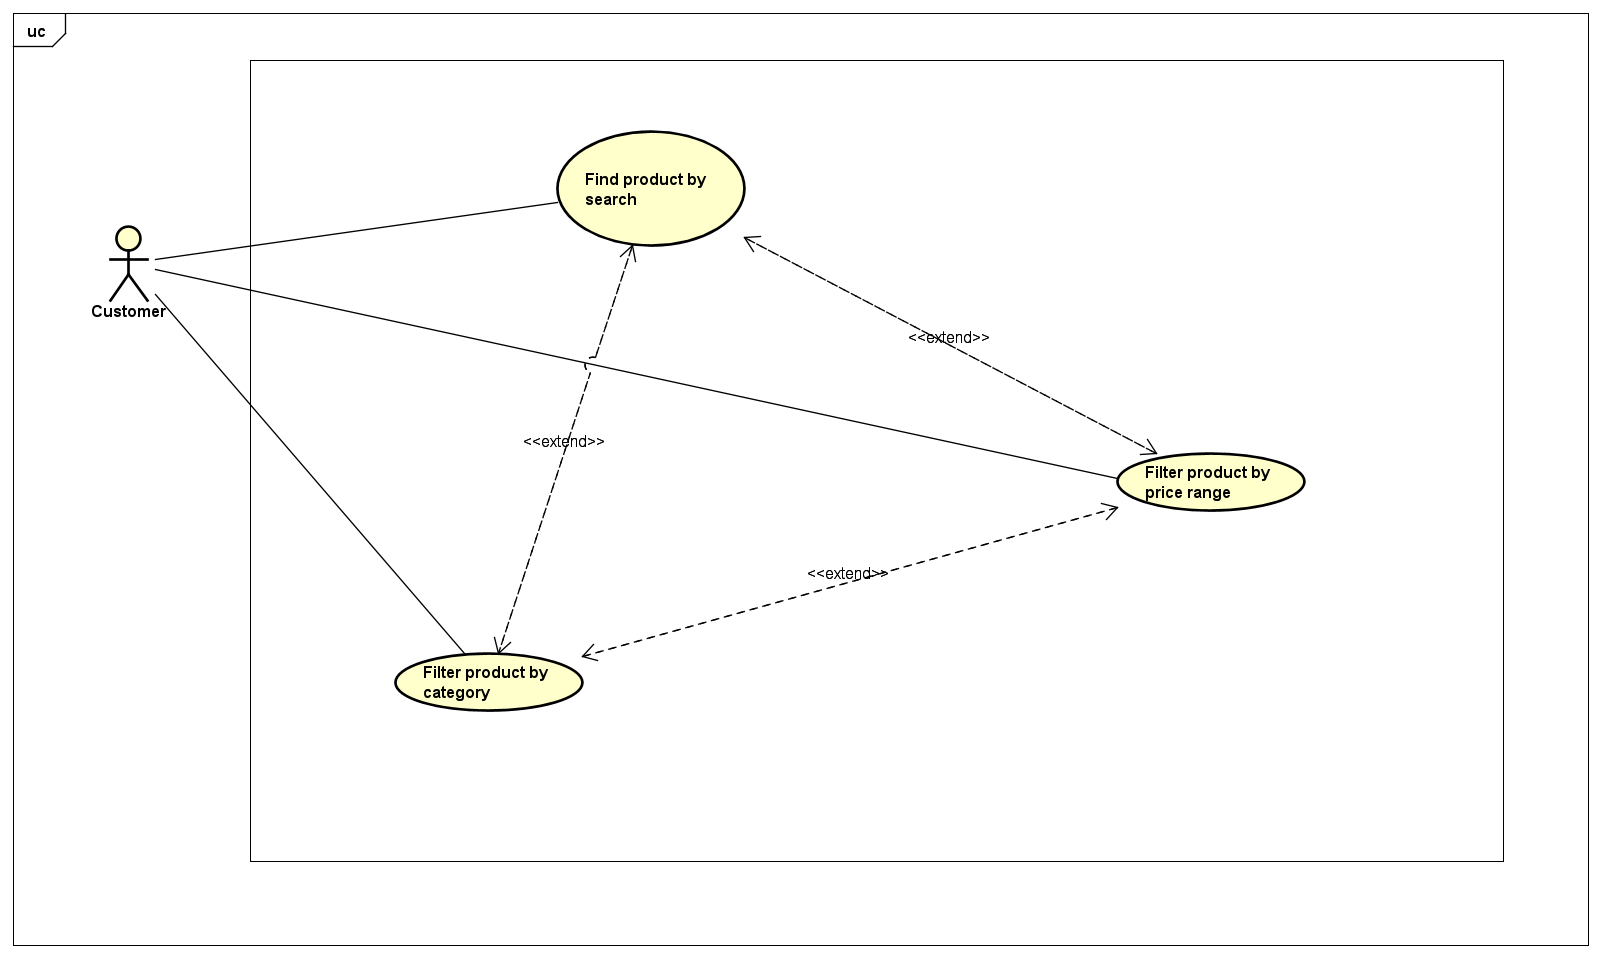 uc
Find product by
search
Customer
<<extend>>
<<extend>>
Filter product by
price range
<<extend>>
Filter product by
category